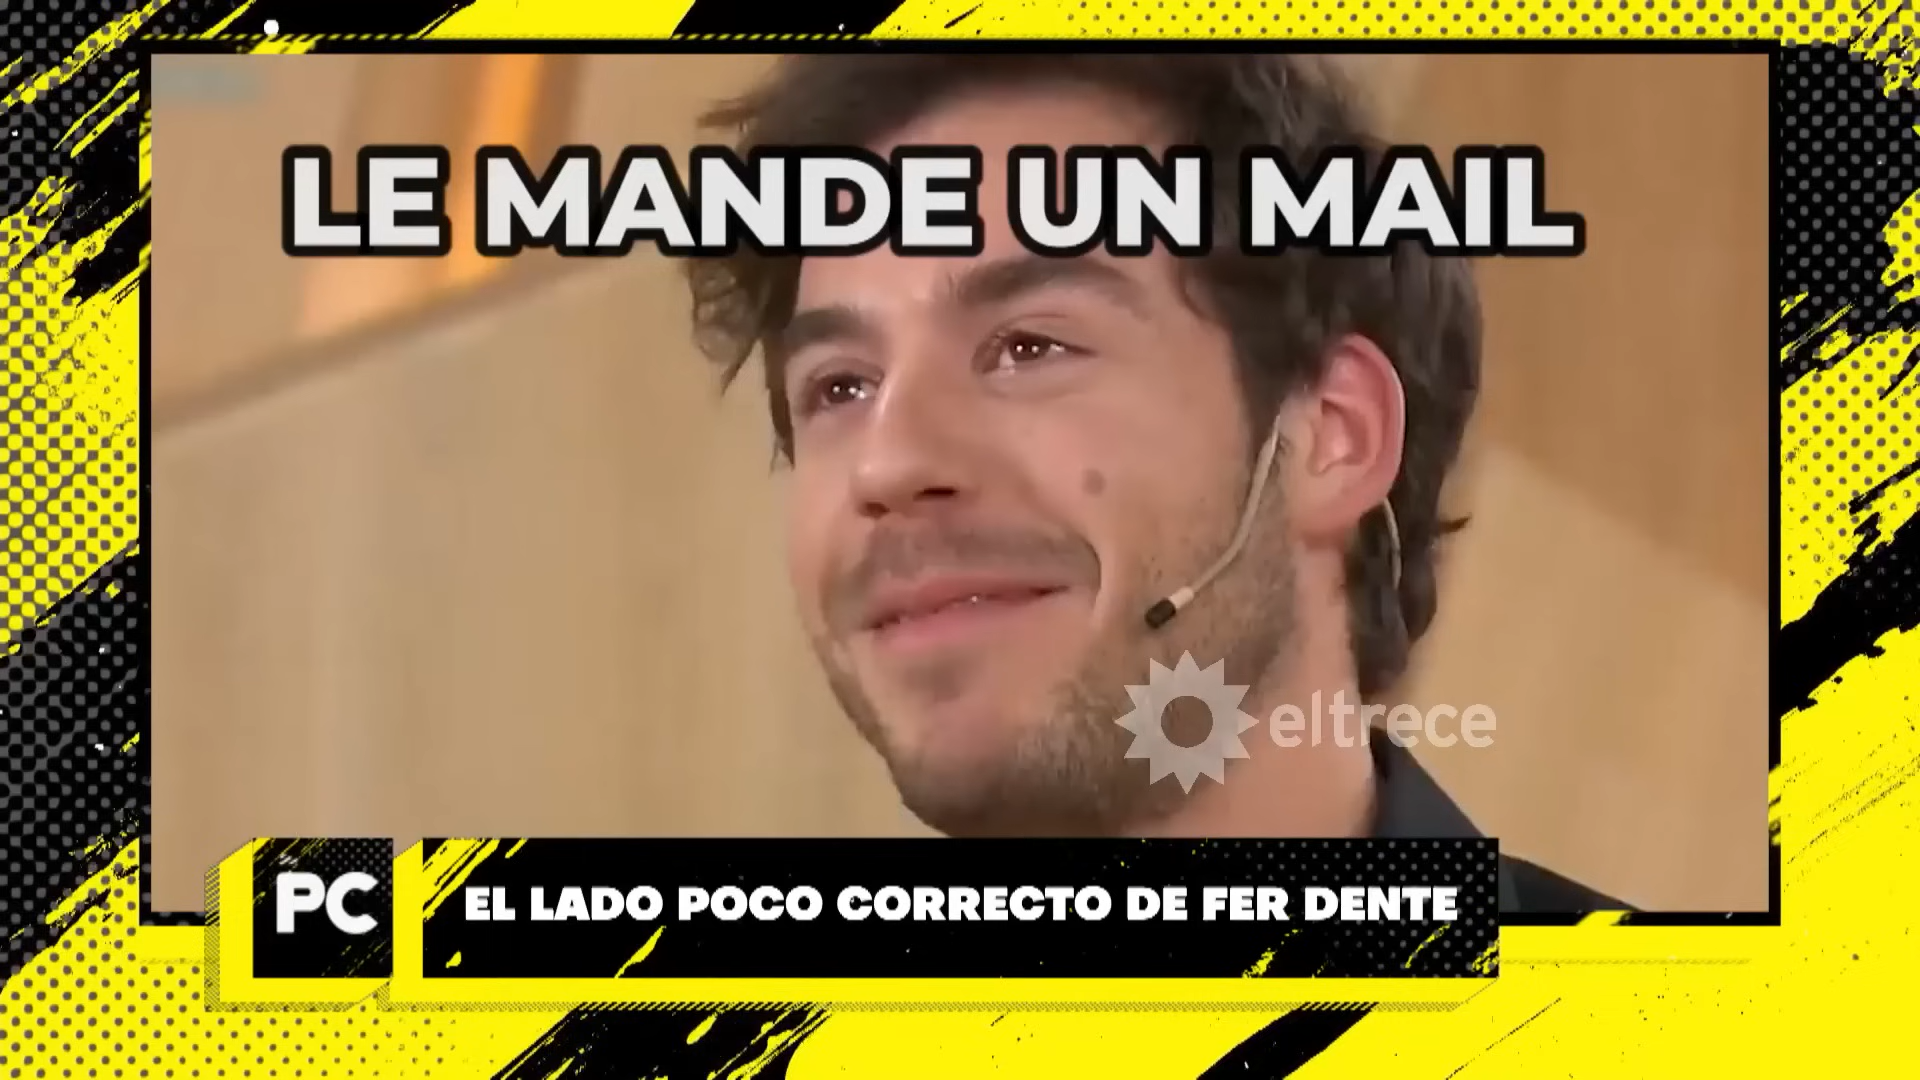 LE MANDE UN MAIL
eltrece
PC
EL LADO POCO CORRECTO DE FER DENTE